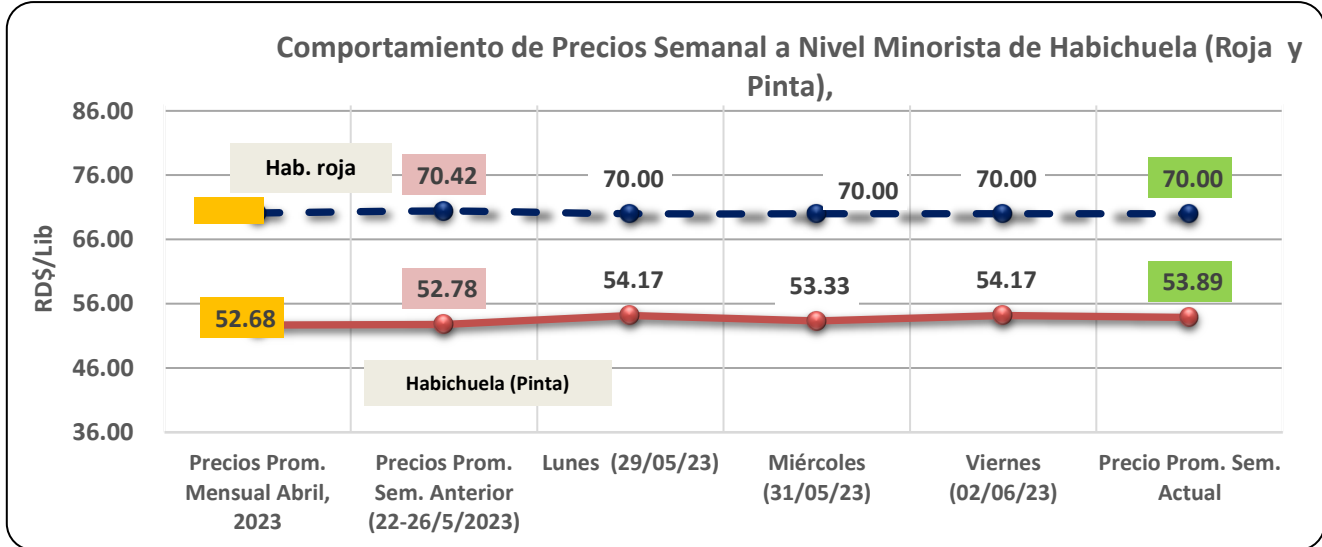 Comportamiento de Precios Semanal a Nivel Minorista de Habichuela (Roja y
Pinta),
RD$/Lib
86.00
76.00
66.00
56.00
46.00
36.00
Hab. roja
70.42
70.00
70.00
70.00
70.00
52.68
52.78
54.17
53.33
54.17
53.89
Habichuela (Pinta)
Precios Prom.
Mensual Abril,
2023
Precios Prom.
Sem. Anterior
(22-26/5/2023)
Lunes (29/05/23)
Miércoles
(31/05/23)
Viernes
(02/06/23)
Precio Prom. Sem.
Actual